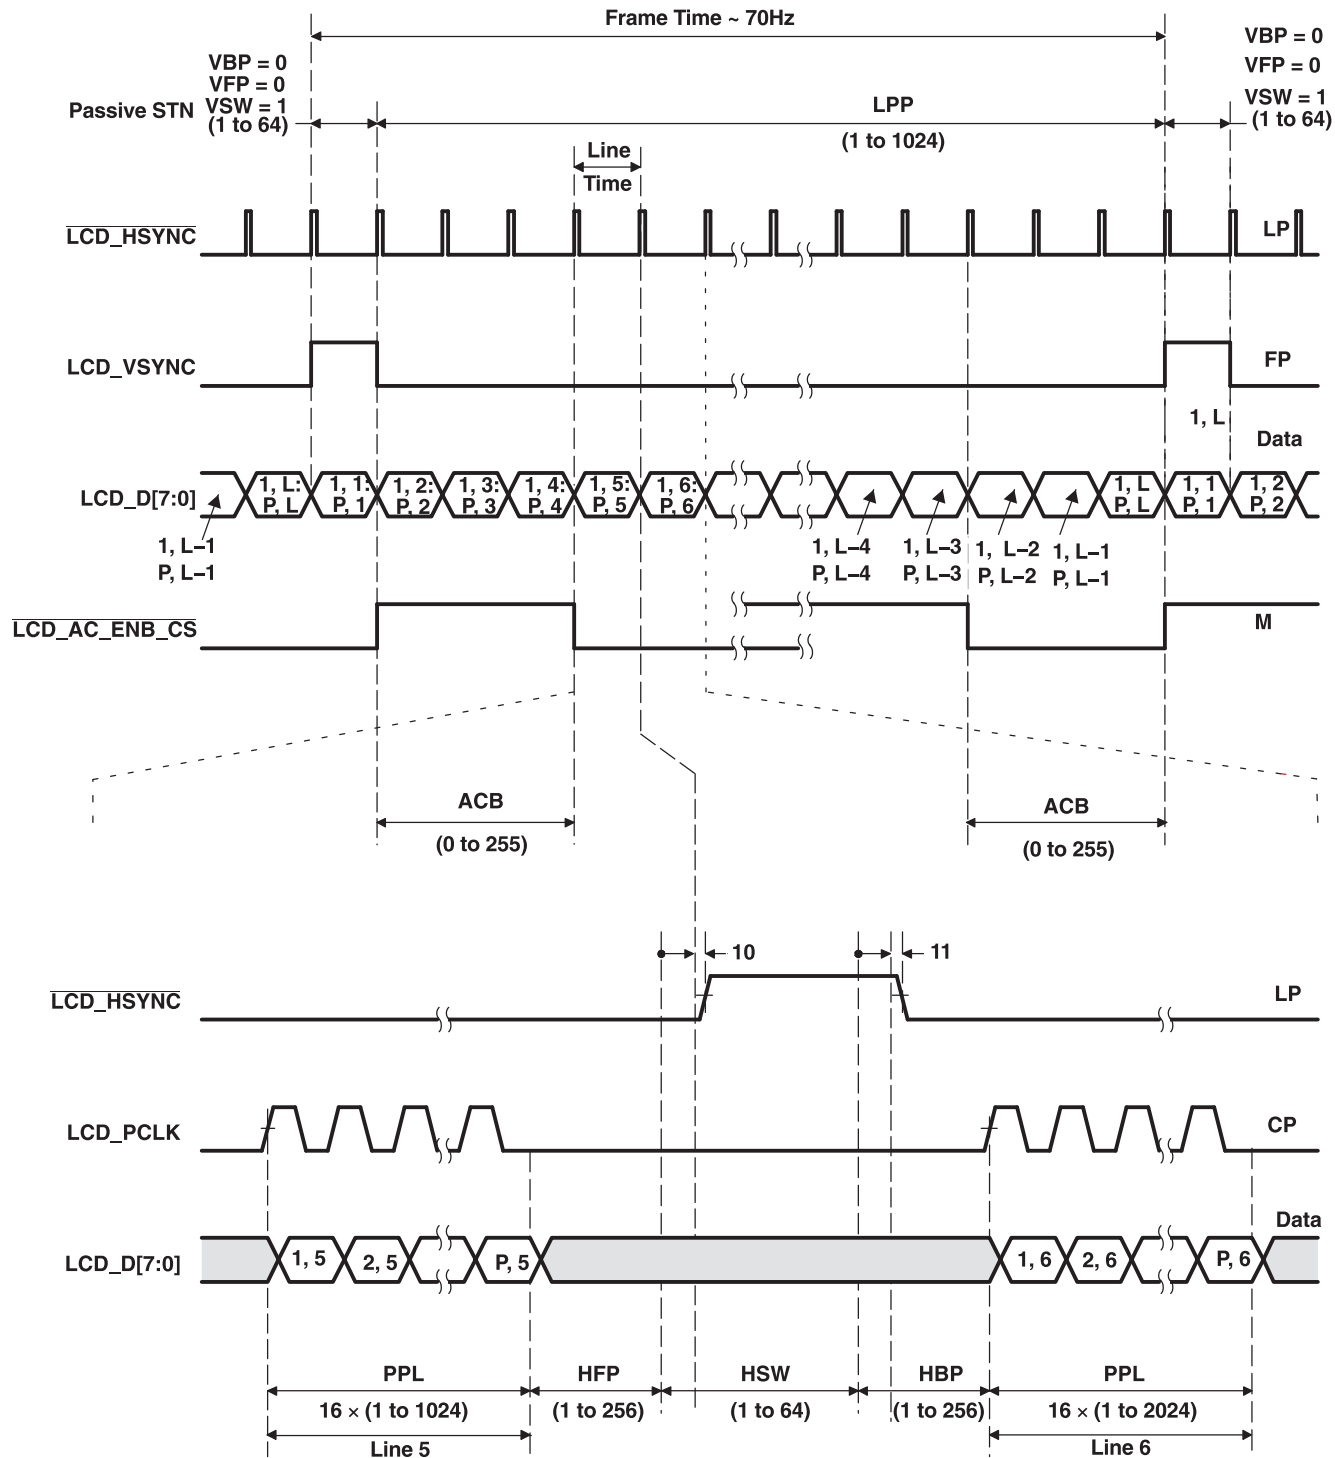 Frame Time ~ 70Hz
VBP = 0
VFP = 0
VSW = 1
(1 to 64)
VBP = 0
VFP = 0
VSW = 1
(1 to 64)
Passive STN
LPP
(1 to 1024)
Line
Time
LCD_HSYNC
LP
LCD_VSYNC
FP
1, L
Data
LCD_D[7:0]
1, L:
P, L
1, 1:
P, 1
1, 2:
P, 2
1, 3:
P, 3
1, 4:
P, 4
1, 5:
P, 5
1, 6:
P, 6
1, L
P, L
1, 1
P, 1
1, 2
P, 2
1, L–1
P, L–1
1, L–4
P, L–4
1, L–3
P, L–3
1, L–2
P, L–2
1, L–1
P, L–1
LCD_AC_ENB_CS
M
ACB
(0 to 255)
ACB
(0 to 255)
10
11
LCD_HSYNC
LP
LCD_PCLK
CP
Data
LCD_D[7:0]
1, 5
2, 5
P, 5
1, 6
2, 6
P, 6
PPL
HFP
HSW
HBP
PPL
16 × (1 to 1024)
(1 to 256)
(1 to 64)
(1 to 256)
16 × (1 to 2024)
Line 5
Line 6